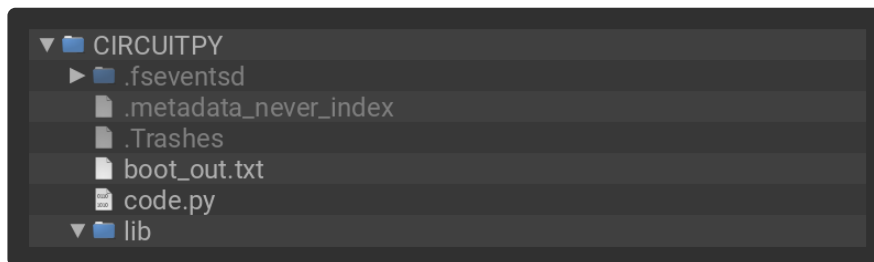 CIRCUITPY
.fseventsd
.metadata_never_index
.Trashes
boot_out.txt
code.py
lib